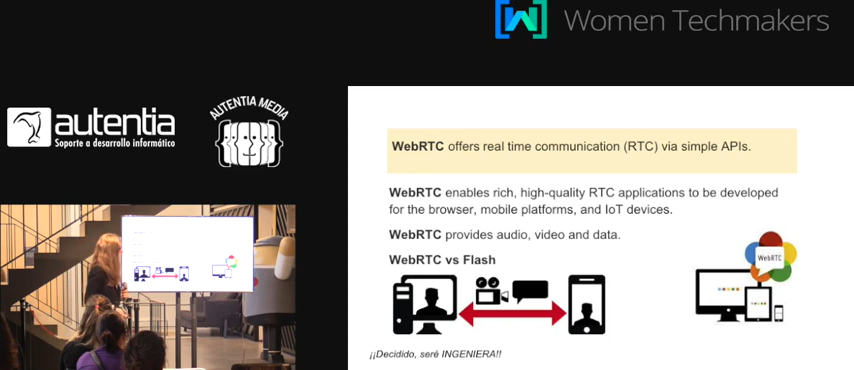 Women Techmakers
autentia
Soporte a desarrollo informático
AUTENTIA MEDIA
WebRTC offers real time communication (RTC) via simple APIs.
WebRTC enables rich, high-quality RTC applications to be developed
for the browser, mobile platforms, and IoT devices.
WebRTC provides audio, video and data.
WebRTC vs Flash
WebRTC
¡¡Decidido, seré INGENIERA!!